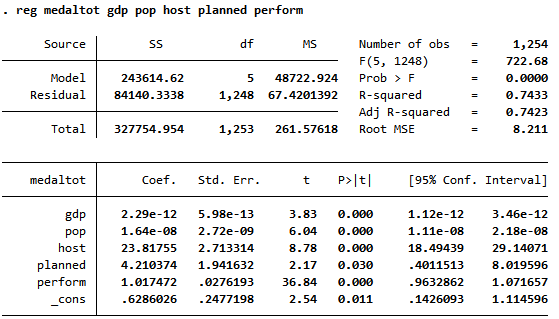 . reg medaltot gdp pop host planned perform
Source SS df MS Number of obs = 1,254
F(5, 1248) = 722.68
Model 243614.62 5 48722.924 Prob > F = 0.0000
Residual 84140.3338 1,248 67.4201392 R-squared = 0.7433
Adj R-squared = 0.7423
Total 327754.954 1,253 261.57618 Root MSE = 8.211
medaltot Coef. Std. Err. t P>|t| [95% Conf. Interval]
gdp 2.29e-12 5.98e-13 3.83 0.000 1.12e-12 3.46e-12
pop 1.64e-08 2.72e-09 6.04 0.000 1.11e-08 2.18e-08
host 23.81755 2.713314 8.78 0.000 18.49439 29.14071
planned 4.210374 1.941632 2.17 0.030 .4011513 8.019596
perform 1.017472 .0276193 36.84 0.000 .9632862 1.071657
_cons .6286026 .2477198 2.54 0.011 .1426093 1.114596